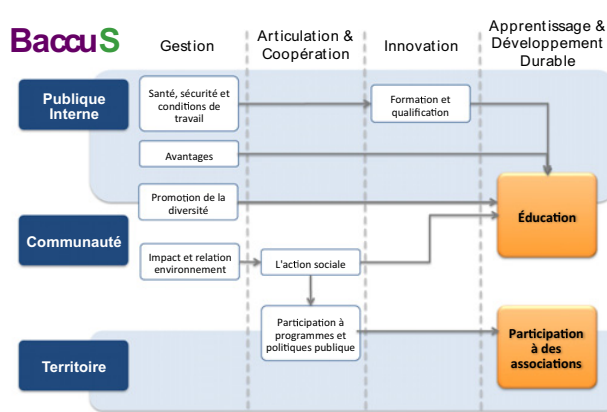 BaccuS
Gestion
Articulation &
Coopération
Innovation
Apprentissage &
Développement
Durable
Publique
Interne
Santé, sécurité et
conditions de
travail
Formation et
qualification
Avantages
Promotion de la
diversité
Éducation
Communauté
Impact et relation
environnement
L'action sociale
Participation à
programmes et
politiques publique
Participation
à des
associations
Territoire